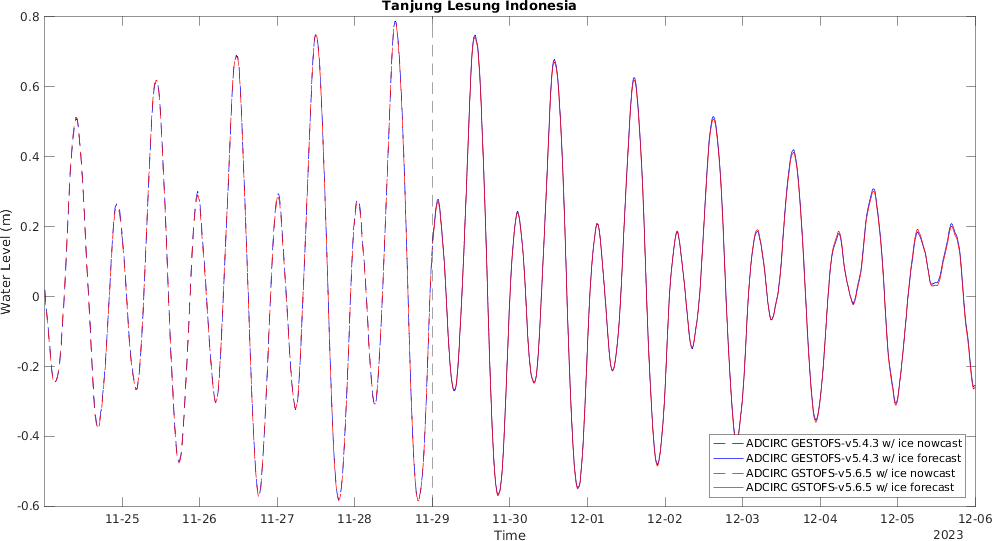 Tanjung Lesung Indonesia
0.8
0.6
0.4
0.2
0
-0.2
-0.4
-0.6
Water Level (m)
ADCIRC GESTOFS-v5.4.3 w/ ice nowcast
ADCIRC GESTOFS-v5.4.3 w/ ice forecast
ADCIRC GSTOFS-v5.6.5 w/ ice nowcast
ADCIRC GSTOFS-v5.6.5 w/ ice forecast
11-25 11-26 11-27 11-28 11-29 11-30 12-01 12-02 12-03 12-04 12-05 12-06
Time
2023